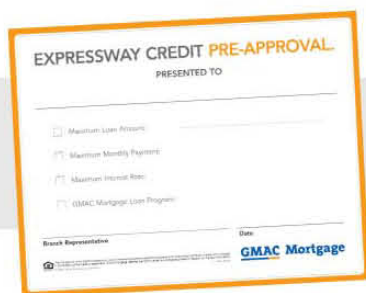 EXPRESSWAY CREDIT PRE-APPROVAL.
PRESENTED TO
Maximum Loan Amount:
Maximum Monthly Payment:
Maximum Interest Rate:
GMAC Mortgage Loan Program:
Branch Representative
Date:
GMAC Mortgage